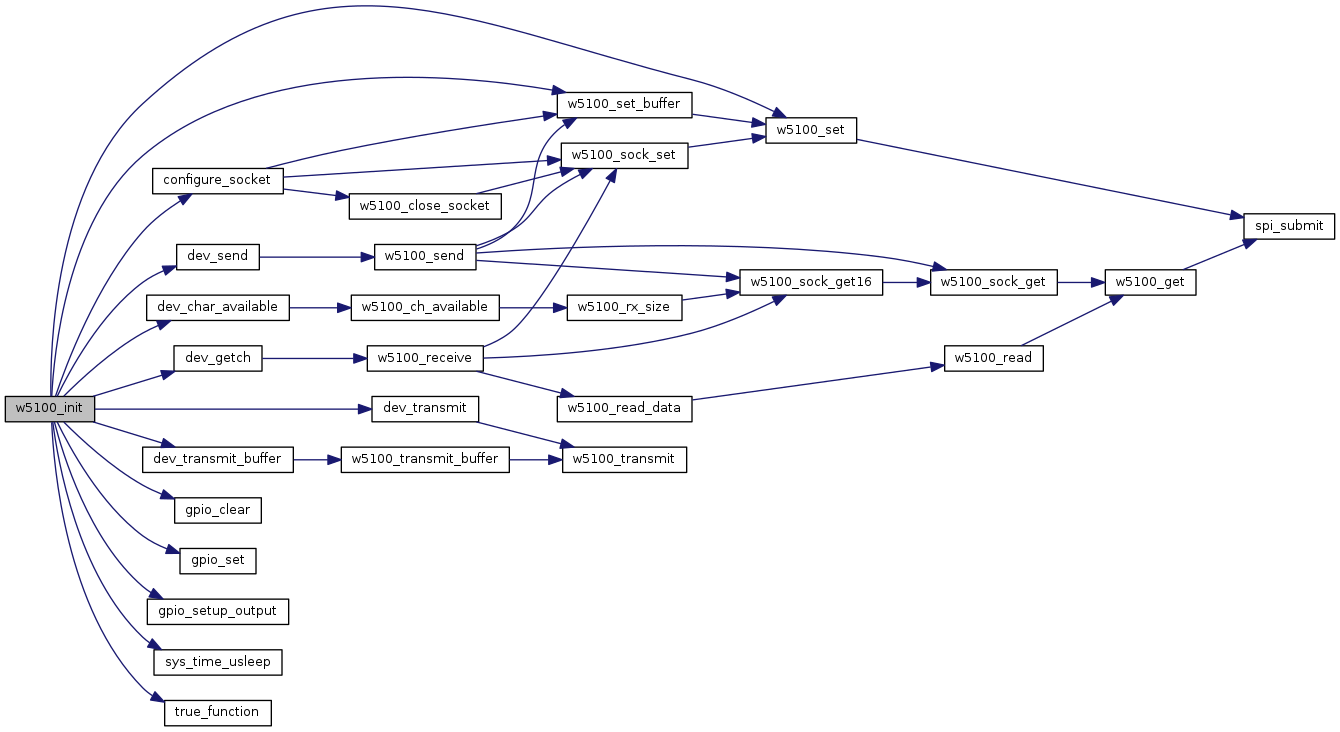 w5100_set_buffer
w5100_set
w5100_sock_set
configure_socket
w5100_close_socket
spi_submit
dev_send
w5100_send
w5100_sock_get16
w5100_sock_get
w5100_get
dev_char_available
w5100_ch_available
w5100_rx_size
dev_getch
w5100_receive
w5100_read
w5100_init
dev_transmit
w5100_read_data
dev_transmit_buffer
w5100_transmit_buffer
w5100_transmit
gpio_clear
gpio_set
gpio_setup_output
sys_time_usleep
true_function